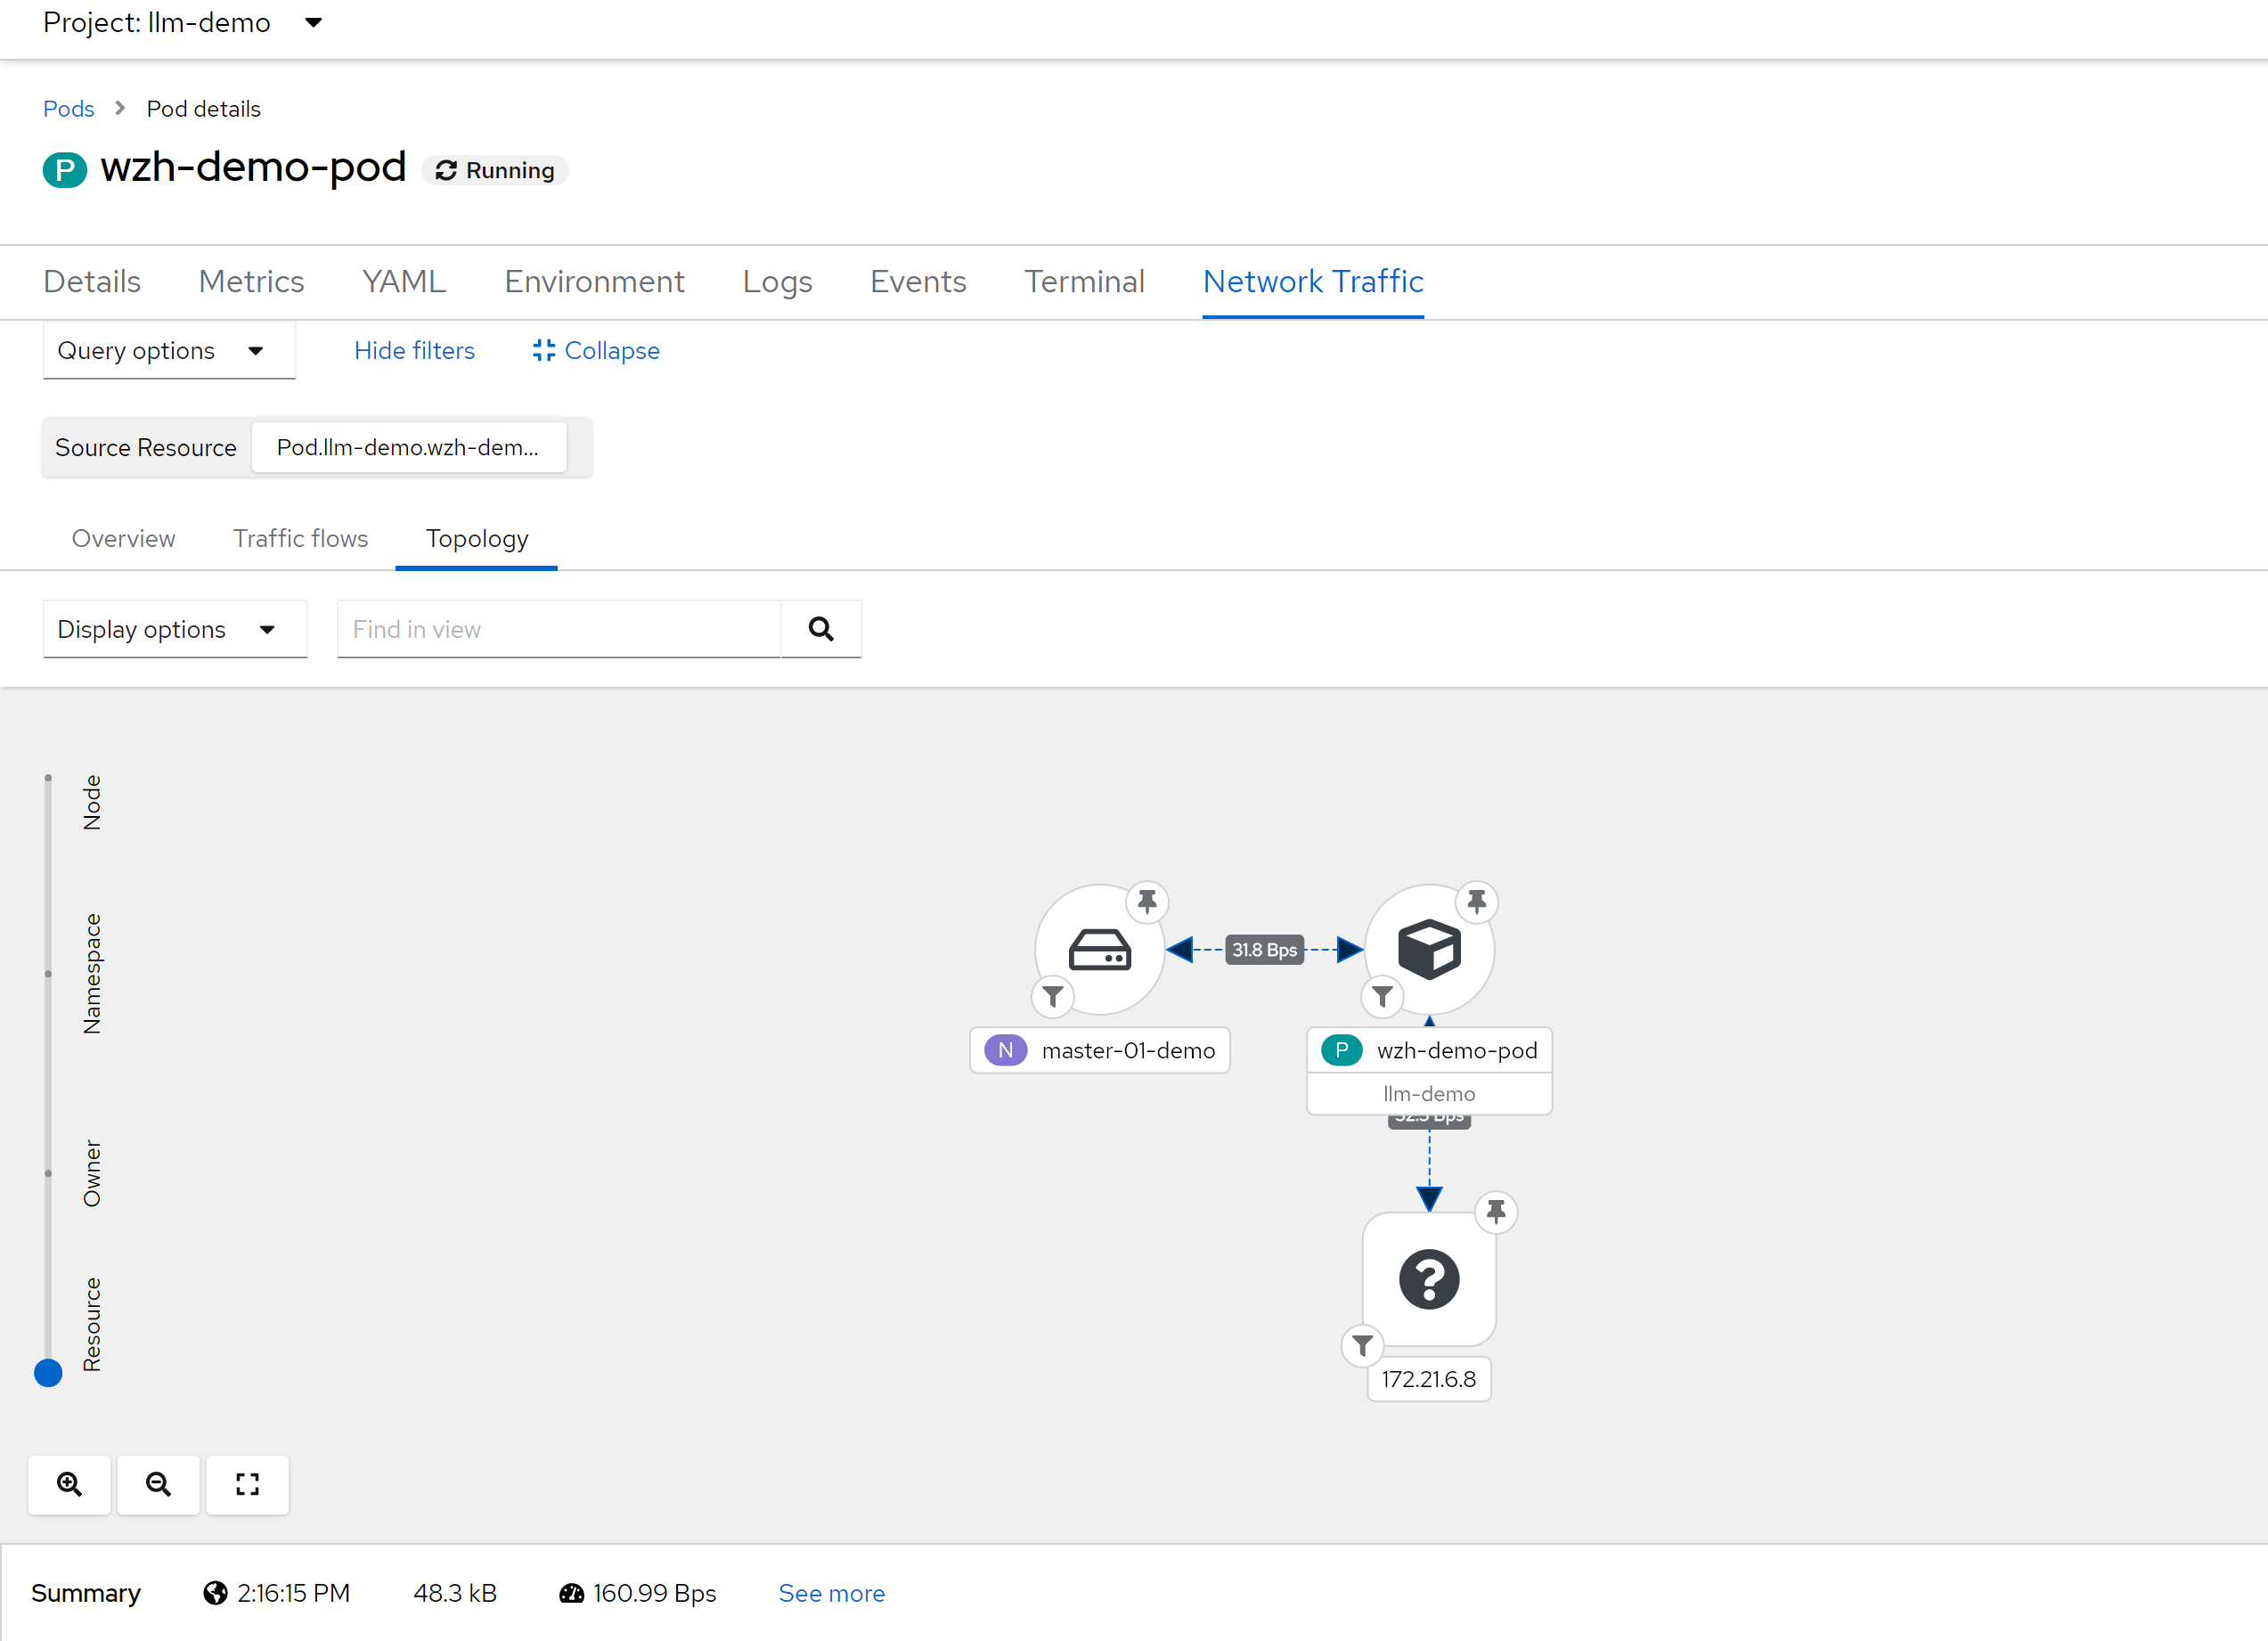 Project: llm-demo
Pods > Pod details
P wzh-demo-pod Running
Details Metrics YAML Environment Logs Events Terminal Network Traffic
Query options Hide filters Collapse
Source Resource Pod.llm-demo.wzh-dem...
Overview Traffic flows Topology
Display options Find in view
Node
Namespace
Owner
Resource
31.8 Bps
N master-01-demo
P wzh-demo-pod
llm-demo
Bps
172.21.6.8
Summary 2:16:15 PM 48.3 kB 160.99 Bps See more